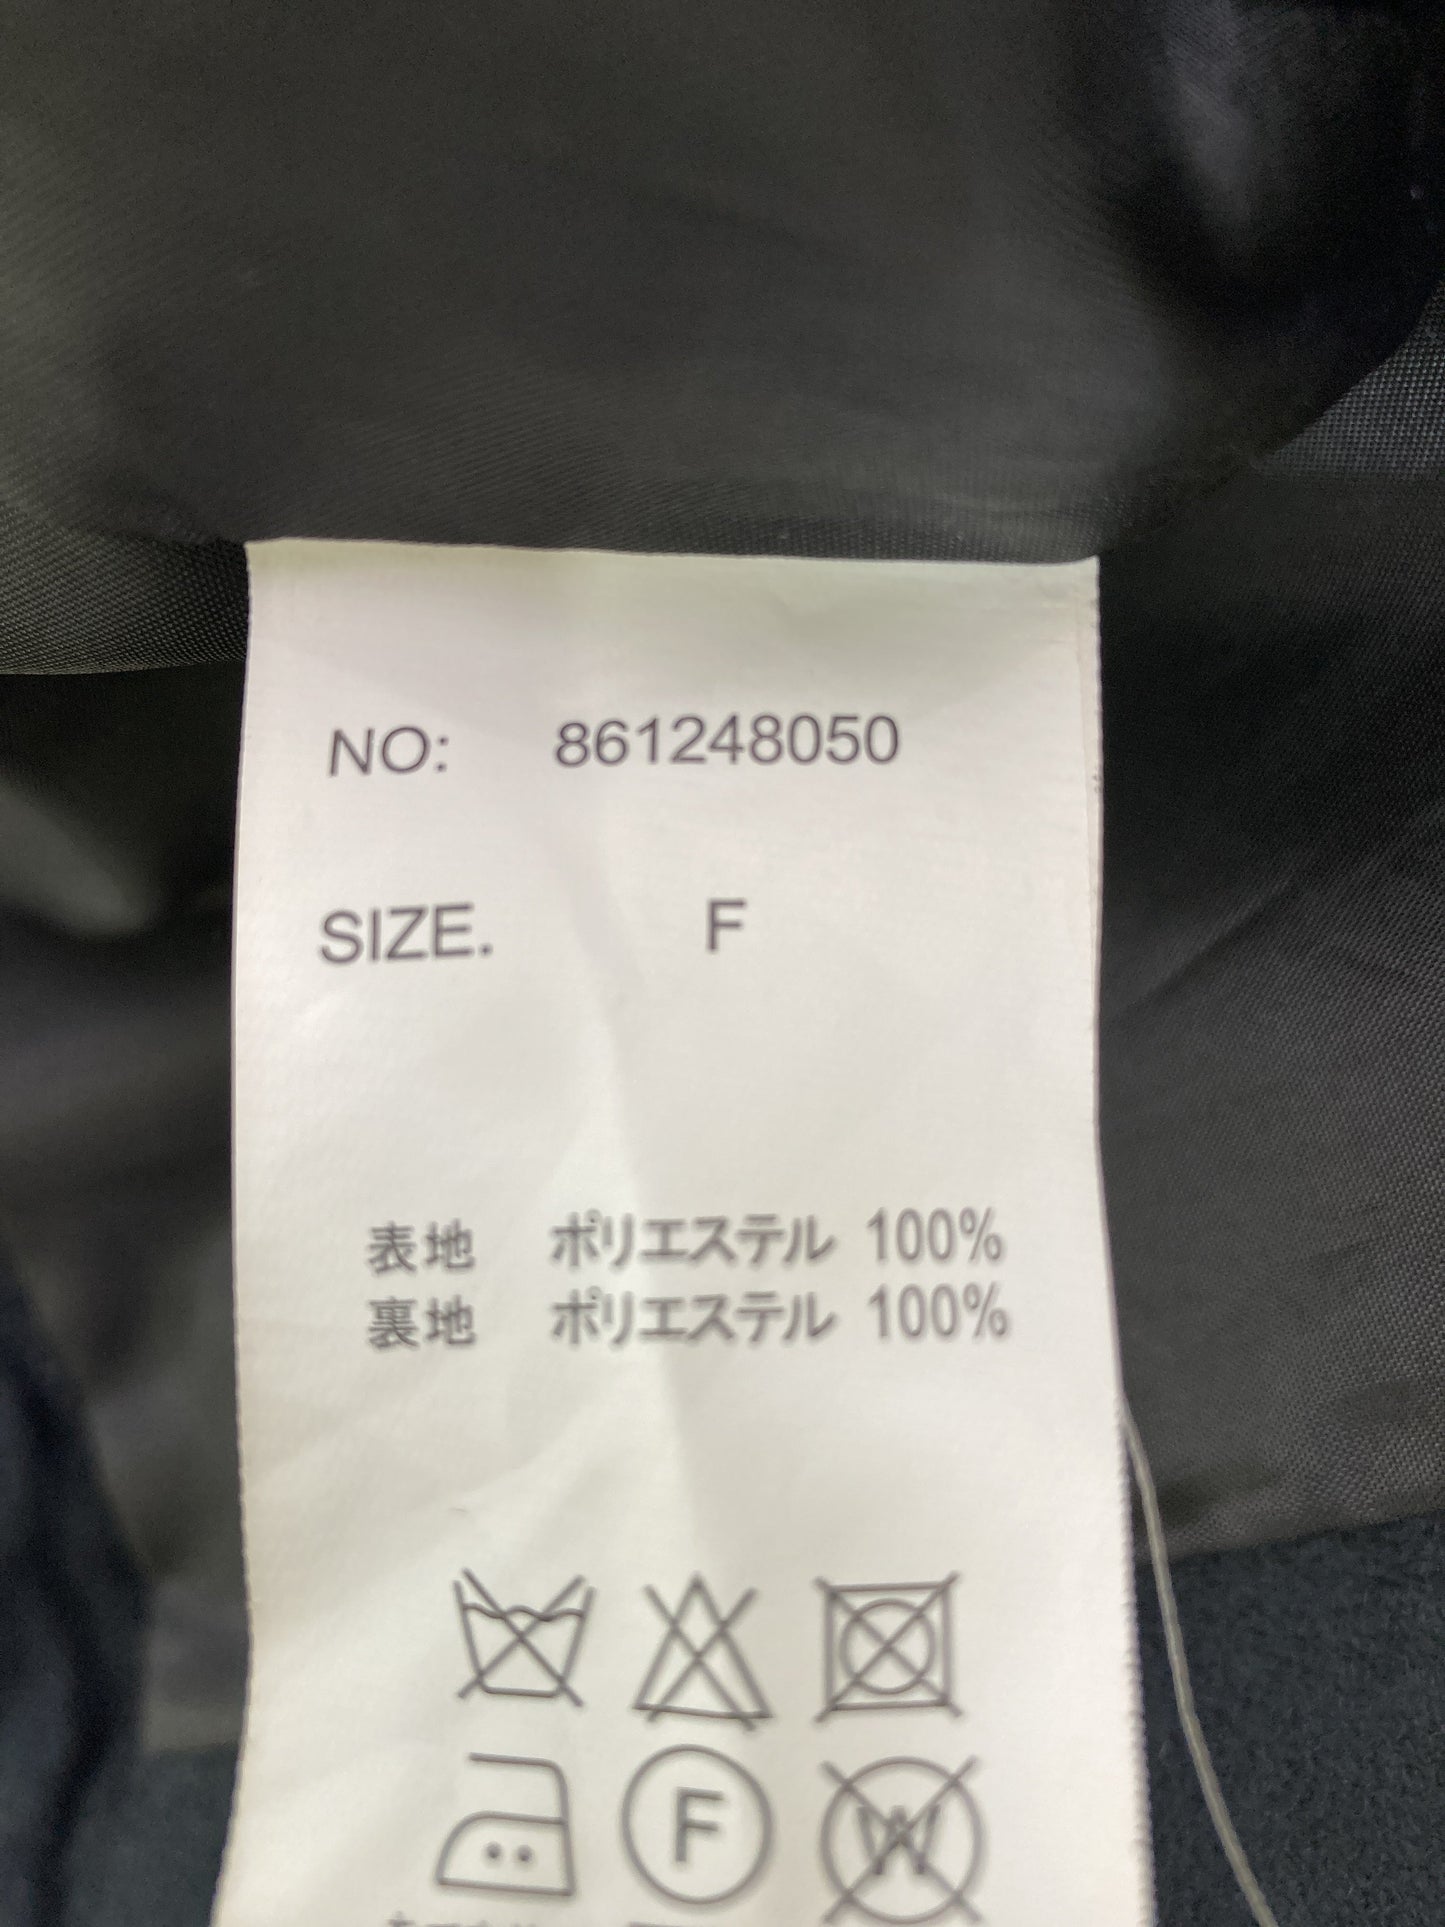 NO: 861248050
SIZE. F
表地 ポリエステル 100%
裏地 ポリエステル 100%
F W